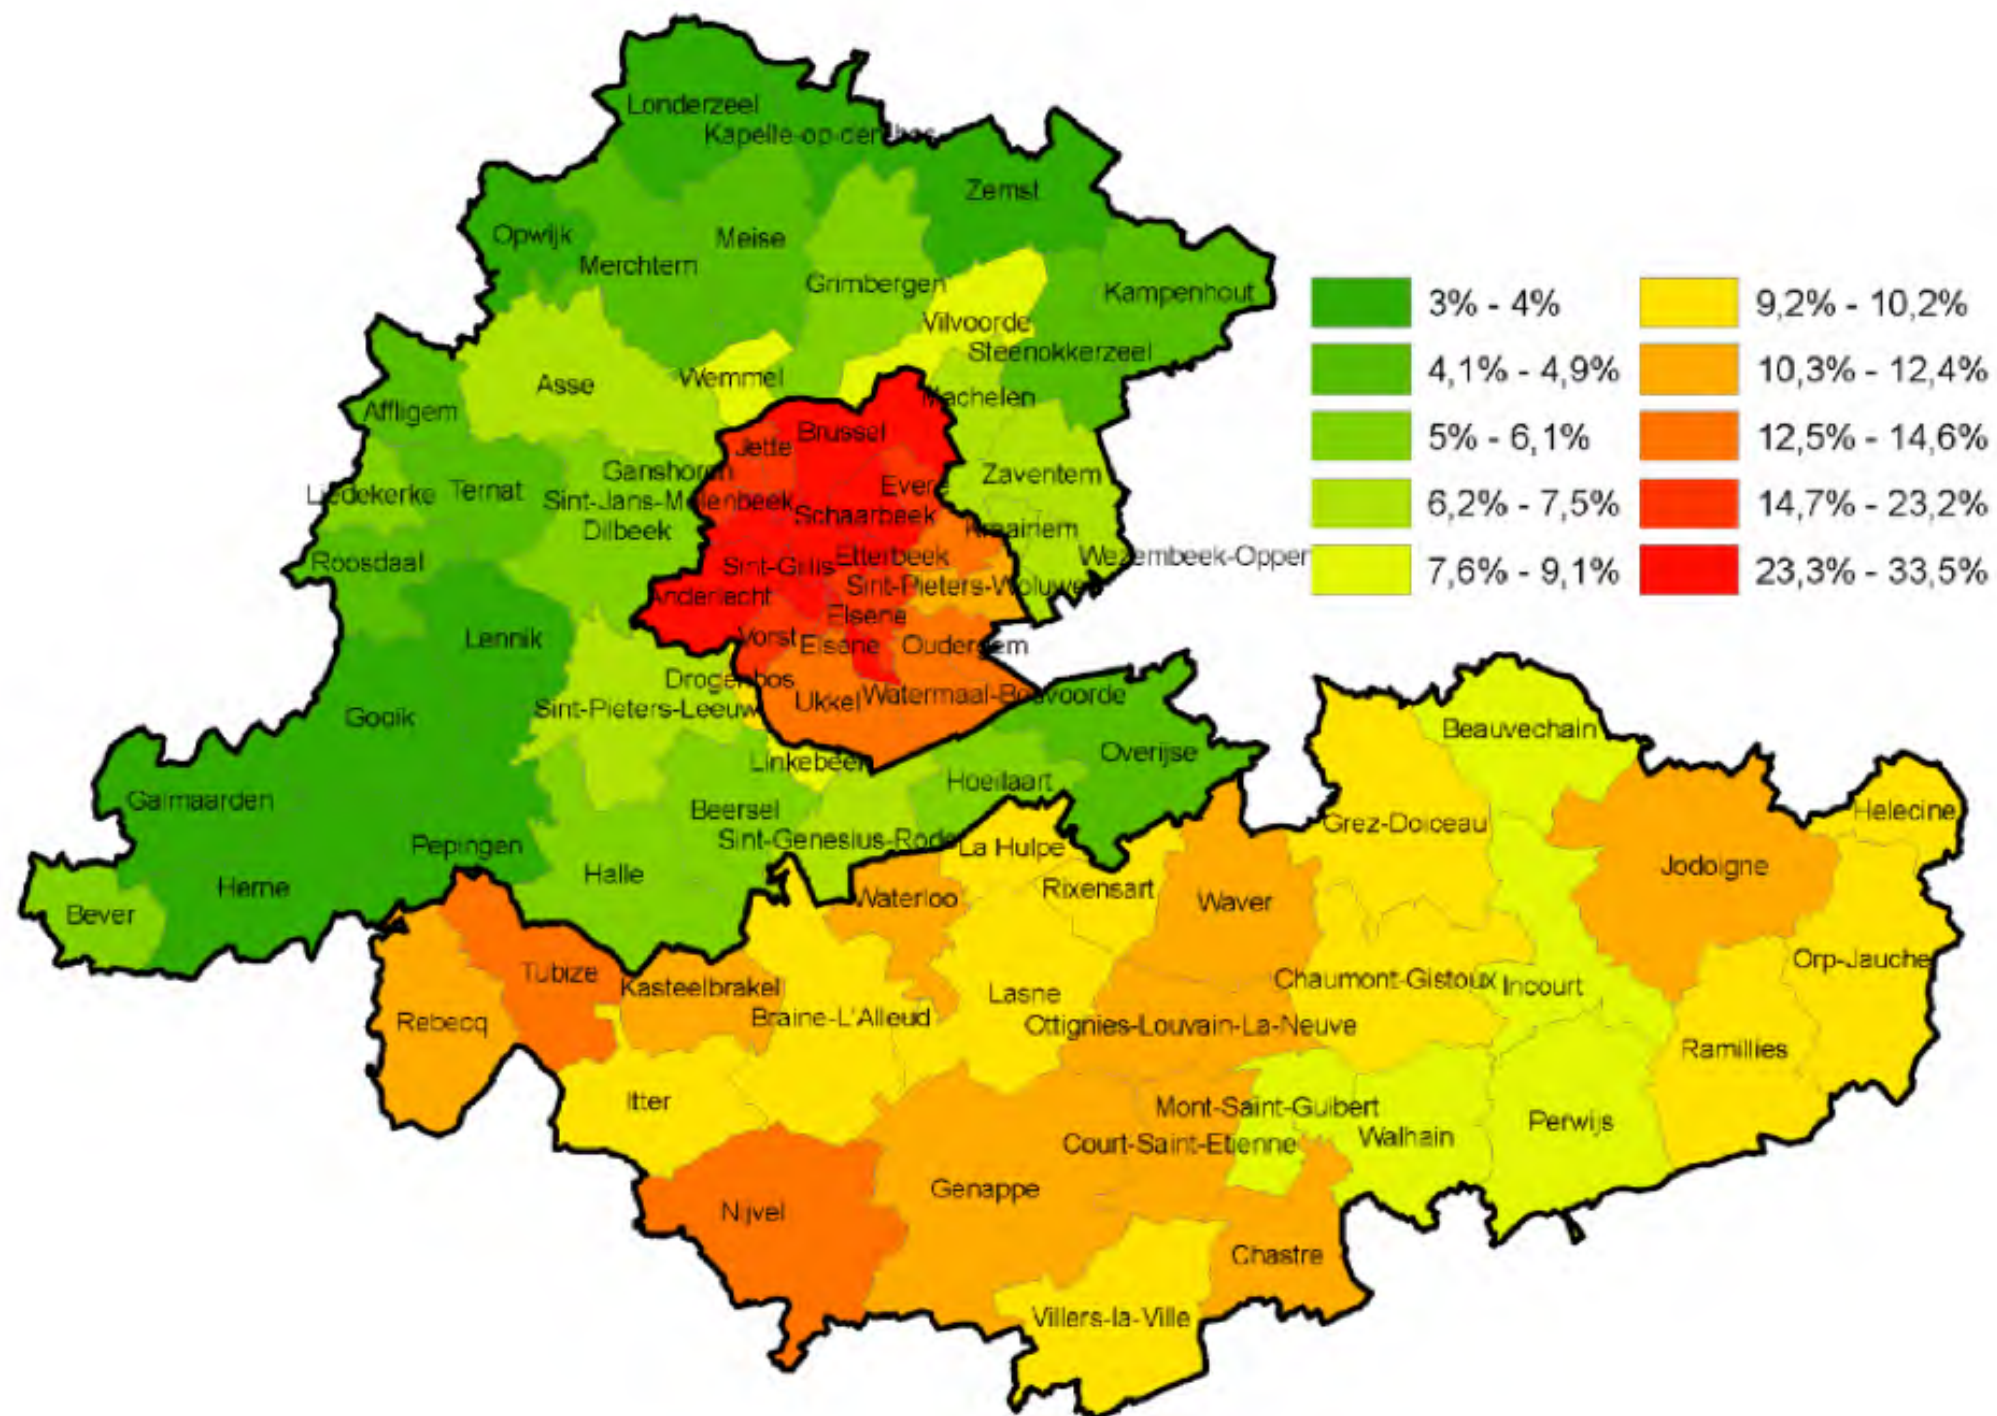 Londerzeel
Kapelle-op-den-bos
Zemst
Opwijk
Meise
Merchtem
Grimbergen
Kampenhout
Vilvoorde
Steenokkerzeel
Wemmel
Asse
Machelen
Affligem
Brussel
Jette
Ganshoren
Zaventem
Evere
Liedekerke
Ternat
Sint-Jans-Molenbeek
Schaarbeek
Dilbeek
Kraainem
Etterbeek
Wezembeek-Opper
Roosdaal
Sint-Gillis
Sint-Pieters-Woluwe
Anderlecht
Elsene
Lennik
Vorst
Elsene
Oudergem
Drogenbos
Watermaal-Bosvoorde
Ukkel
Sint-Pieters-Leeuw
Gooik
Overijse
Linkebeek
Hoeilaart
Galmaarden
Beersel
Sint-Genesius-Rode
Pepingen
Halle
Herne
Bever
3% - 4%
4,1% - 4,9%
5% - 6,1%
6,2% - 7,5%
7,6% - 9,1%
9,2% - 10,2%
10,3% - 12,4%
12,5% - 14,6%
14,7% - 23,2%
23,3% - 33,5%
Beauvechain
Helecine
Grez-Doiceau
La Hulpe
Jodoigne
Rixensart
Waterloo
Waver
Orp-Jauche
Tubize
Chaumont-Gistoux
Incourt
Kasteelbrakel
Lasne
Braine-L'Alleud
Rebecq
Ottignies-Louvain-La-Neuve
Ramillies
Itter
Mont-Saint-Guibert
Perwijs
Walhain
Court-Saint-Etienne
Genappe
Nijvel
Chastre
Villers-la-Ville